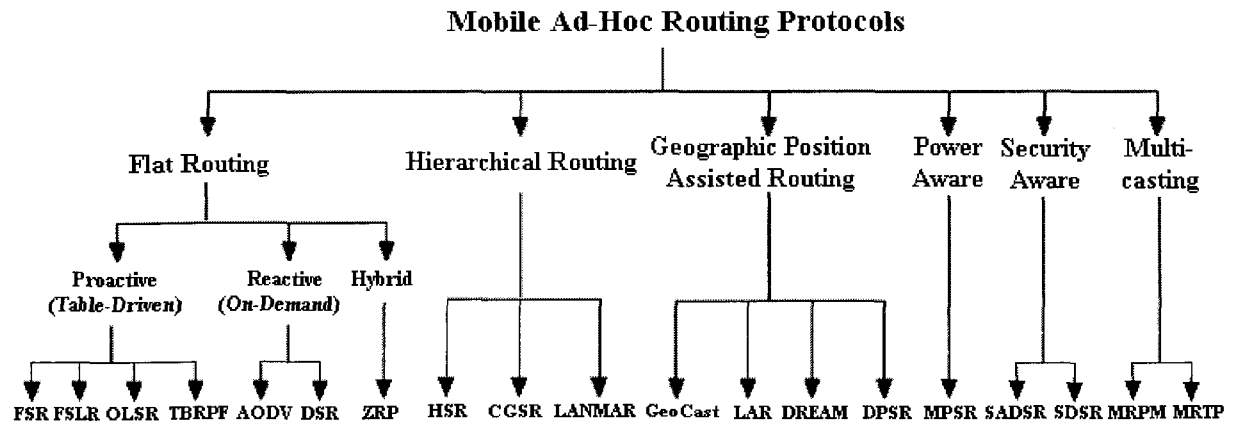 Mobile Ad-Hoc Routing Protocols
Flat Routing
Hierarchical Routing
Geographic Position
Assisted Routing
Power
Aware
Security
Aware
Multi-
casting
Proactive
(Table-Driven)
Reactive
(On-Demand)
Hybrid
FSR FSLR OLSR TBRPF AODV DSR ZRP HSR CGSR LANMAR GeoCast LAR DREAM DPSR MPSR SADSR SDSR MRPM MRTP